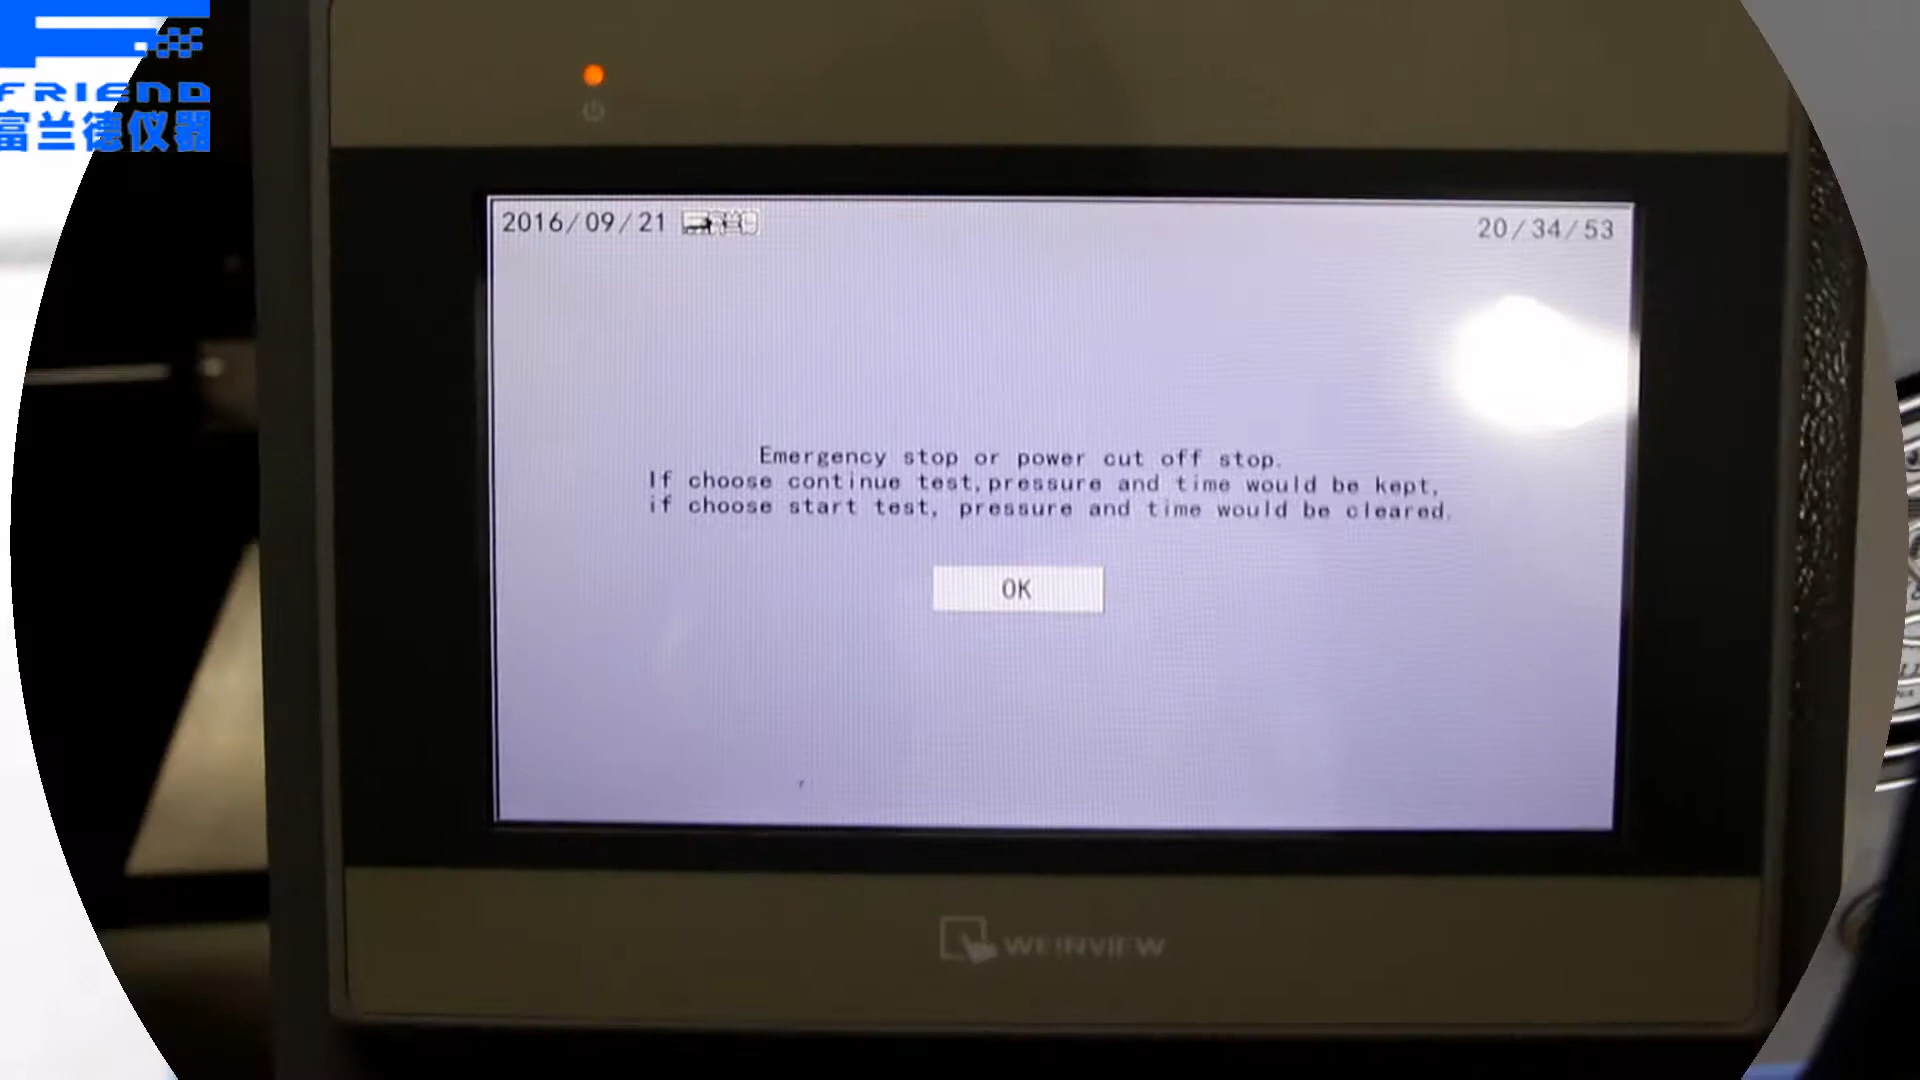 FRIEND
富兰德仪器
2016/09/21
20/34/53
Emergency stop or power cut off stop.
If choose continue test,pressure and time would be kept,
if choose start test, pressure and time would be cleared.
OK
WEINVIEW